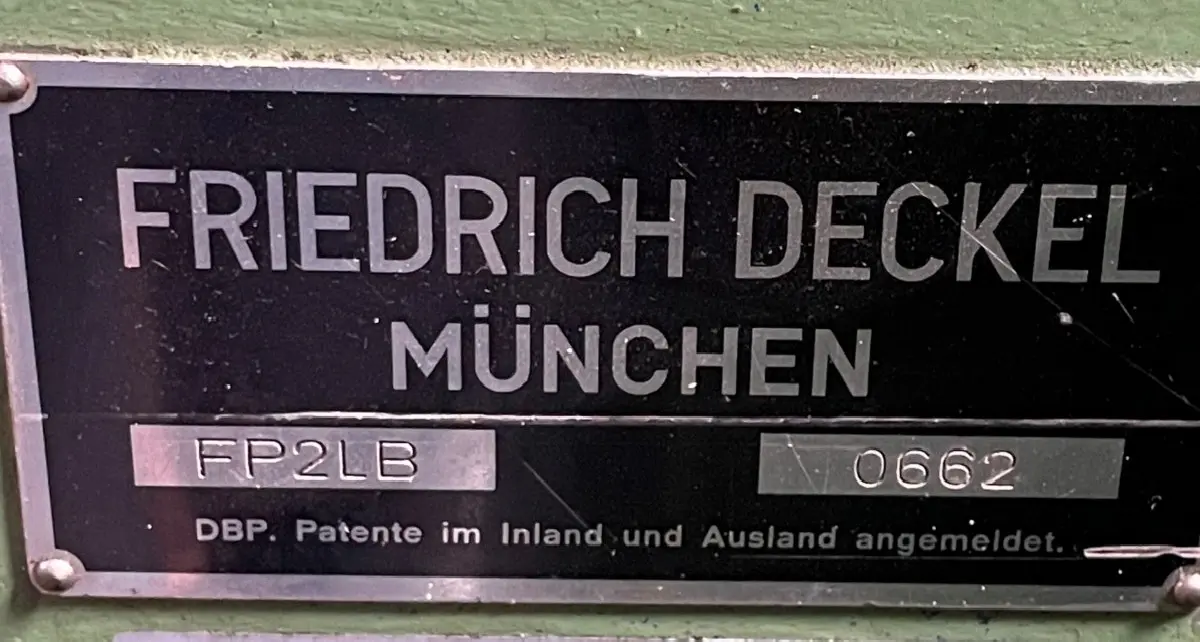 FRIEDRICH DECKEL
MÜNCHEN
FP2LB 0662
DBP. Patente im Inland und Ausland angemeldet.